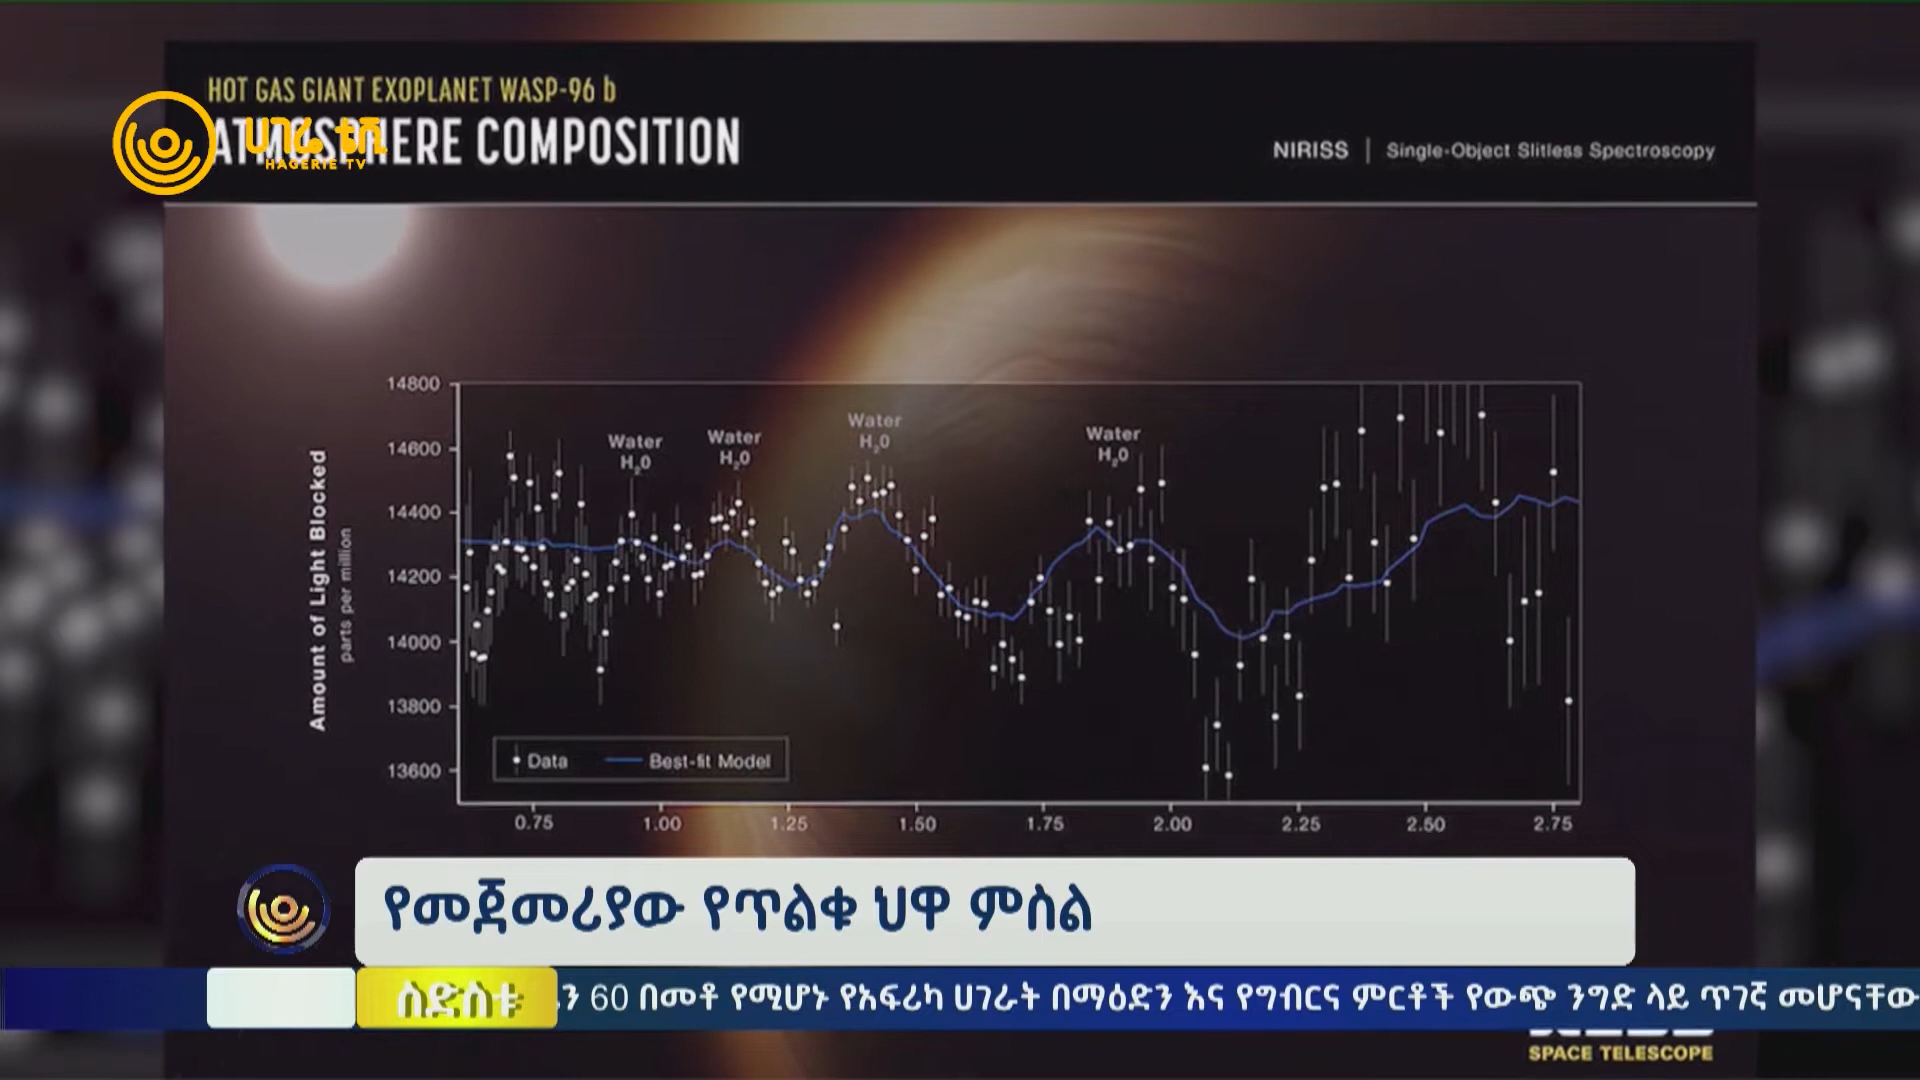 HOT GAS GIANT EXOPLANET WASP-96 b
ATMOSPHERE COMPOSITION
ሀገሬ ቲቪ
HAGERIE TV
NIRISS | Single-Object Slitless Spectroscopy
14800
14600
14400
14200
14000
13800
13600
Amount of Light Blocked
parts per million
Water
H₂O
Water
H₂O
Water
H₂O
Water
H₂O
Data
Best-fit Model
0.75 1.00 1.25 1.50 1.75 2.00 2.25 2.50 2.75
የመጀመሪያው የጥልቁ ህዋ ምስል
ስድስቱ
60 በመቶ የሚሆኑ የአፍሪካ ሀገራት በማዕድን እና የግብርና ምርቶች የውጭ ንግድ ላይ ጥገኛ መሆናቸው
SPACE TELESCOPE